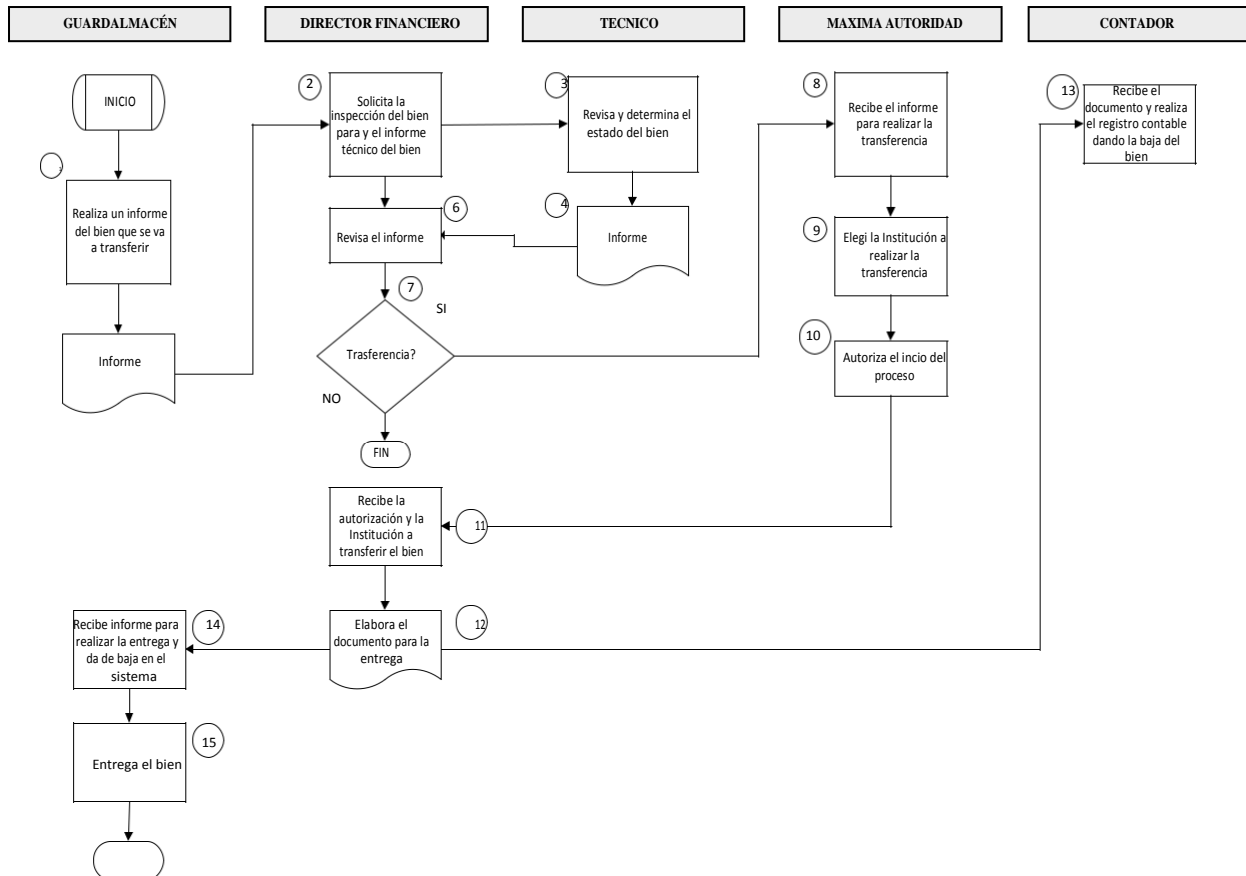 GUARDALMACÉN
DIRECTOR FINANCIERO
TECNICO
MAXIMA AUTORIDAD
CONTADOR
INICIO
Realiza un informe
del bien que se va
a transferir
Informe
2
Solicita la
inspección del bien
para y el informe
técnico del bien
3
Revisa y determina el
estado del bien
4
Informe
6
Revisa el informe
7
SI
Trasferencia?
NO
FIN
8
Recibe el informe
para realizar la
transferencia
9
Elegi la Institución a
realizar la
transferencia
10
Autoriza el incio del
proceso
11
Recibe la
autorización y la
Institución a
transferir el bien
12
Elabora el
documento para la
entrega
13
Recibe el
documento y realiza
el registro contable
dando la baja del
bien
14
Recibe informe para
realizar la entrega y
da de baja en el
sistema
15
Entrega el bien